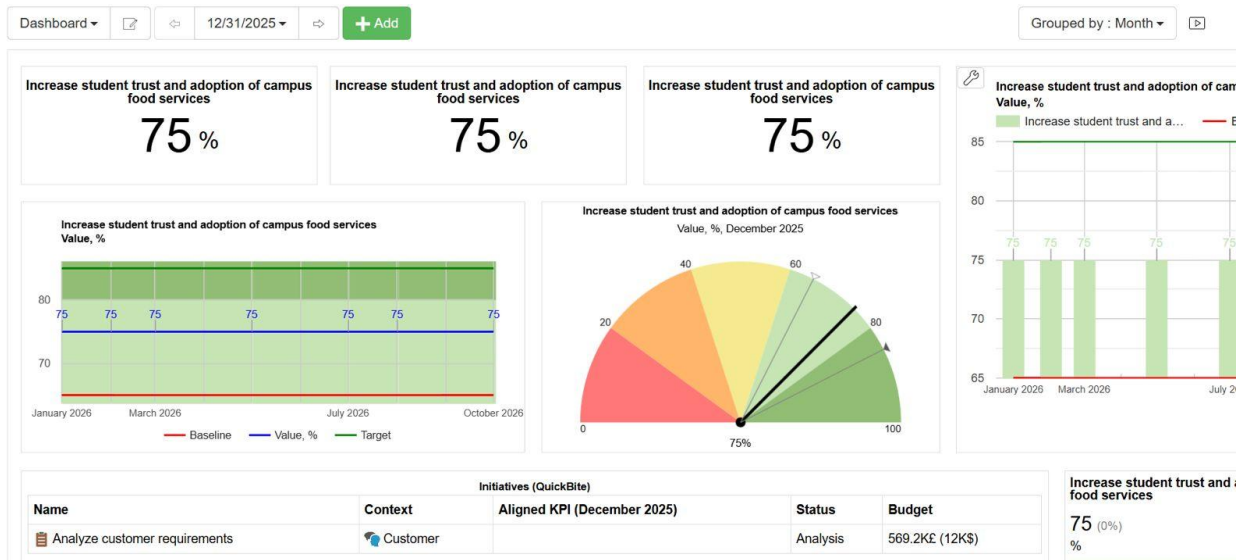 Dashboard
12/31/2025
Add
Grouped by : Month
Increase student trust and adoption of campus
food services
75 %
Increase student trust and adoption of campus
food services
75 %
Increase student trust and adoption of campus
food services
75 %
Increase student trust and adoption of cam
Value, %
Increase student trust and a...
85
80
75
70
65
75 75 75 75 75
January 2026 March 2026 July 20
Increase student trust and adoption of campus food services
Value, %
80
70
75 75 75 75 75 75 75
January 2026 March 2026 July 2026 October 2026
Baseline Value, % Target
Increase student trust and adoption of campus food services
Value, %, December 2025
0 20 40 60 80 100
75%
Initiatives (QuickBite)
Name Context Aligned KPI (December 2025) Status Budget
Analyze customer requirements Customer Analysis 569.2K£ (12K$)
Increase student trust and
food services
75 (0%)
%